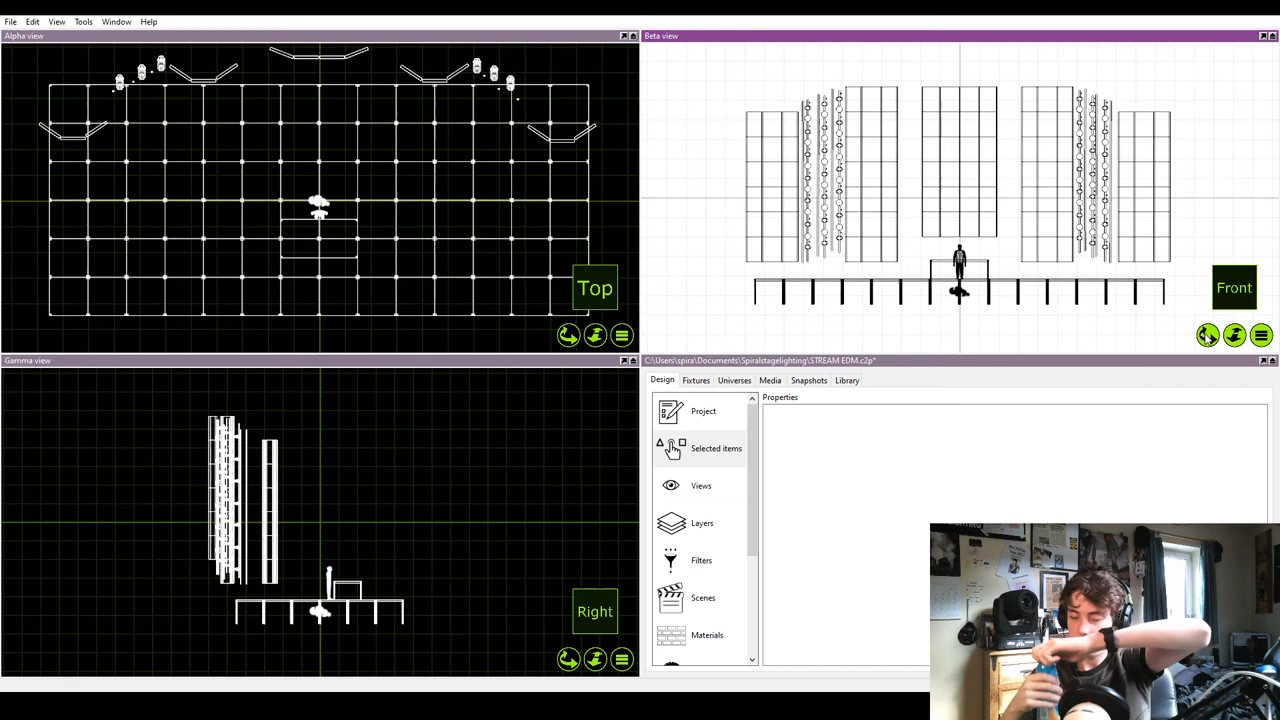 File Edit View Tools Window Help
Alpha view
Beta view
Top
Front
Gamma view
C:\Users\spira\Documents\Spiralstagelighting\STREAM EDM.c2p*
Design Fixtures Universes Media Snapshots Library
Properties
Project
Selected items
Views
Layers
Filters
Scenes
Materials
Right